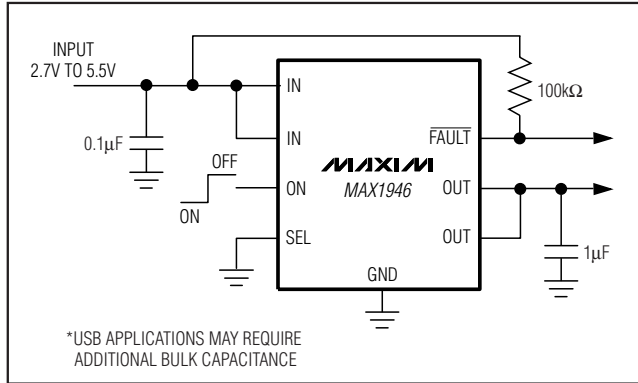 INPUT
2.7V TO 5.5V
0.1µF
OFF
ON
IN
IN
ON
SEL
MAXIM
MAX1946
GND
FAULT
OUT
OUT
100kΩ
1µF
*USB APPLICATIONS MAY REQUIRE
ADDITIONAL BULK CAPACITANCE